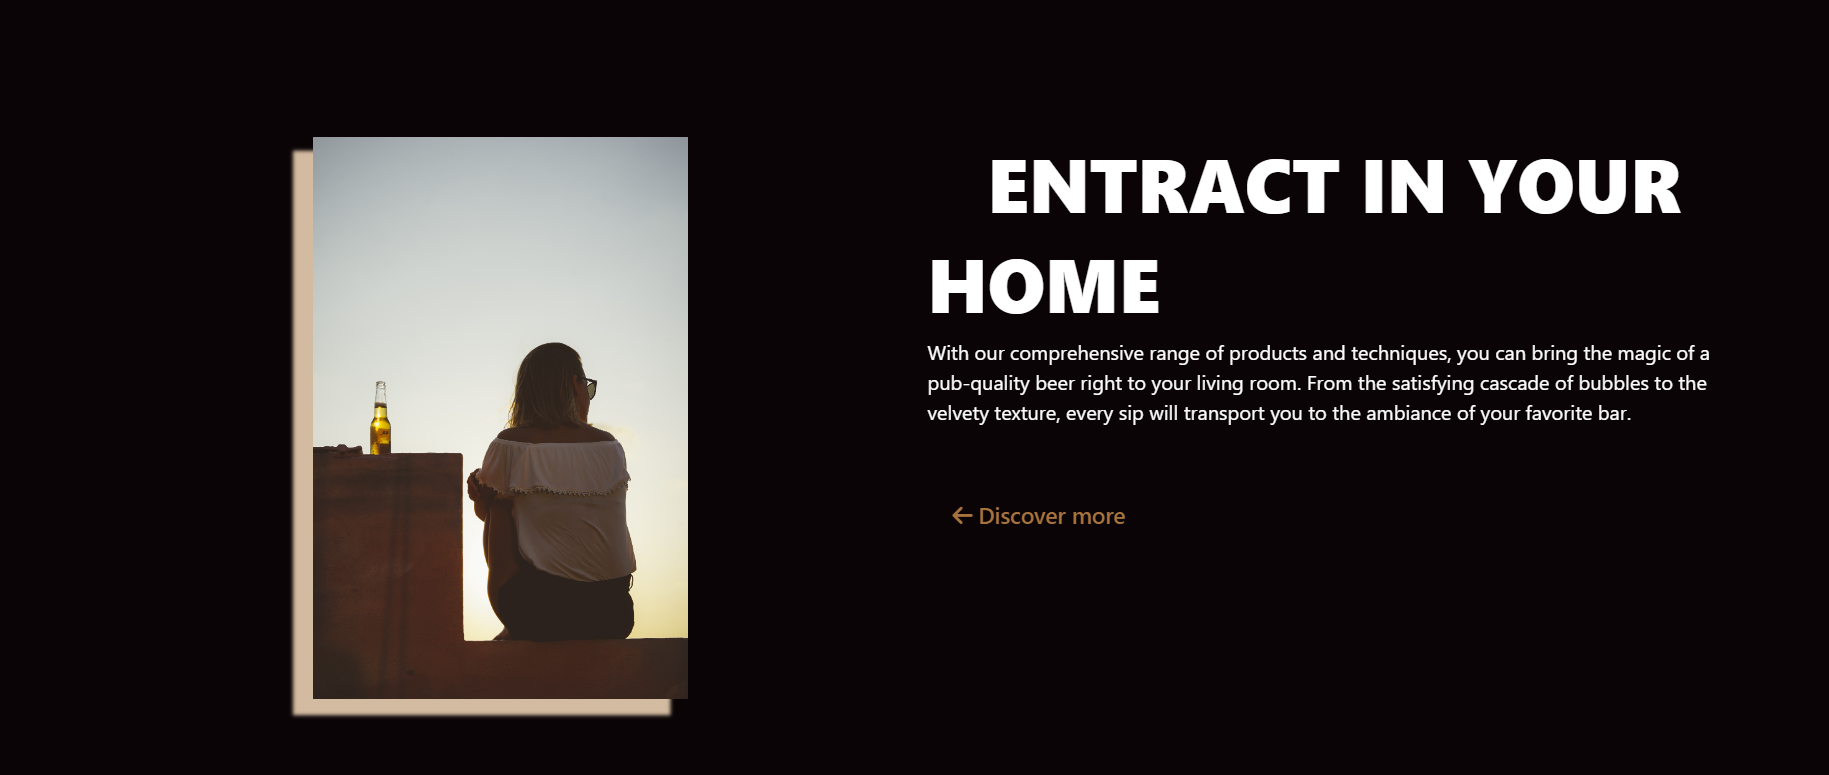 ENTRACT IN YOUR
HOME
With our comprehensive range of products and techniques, you can bring the magic of a
pub-quality beer right to your living room. From the satisfying cascade of bubbles to the
velvety texture, every sip will transport you to the ambiance of your favorite bar.
← Discover more